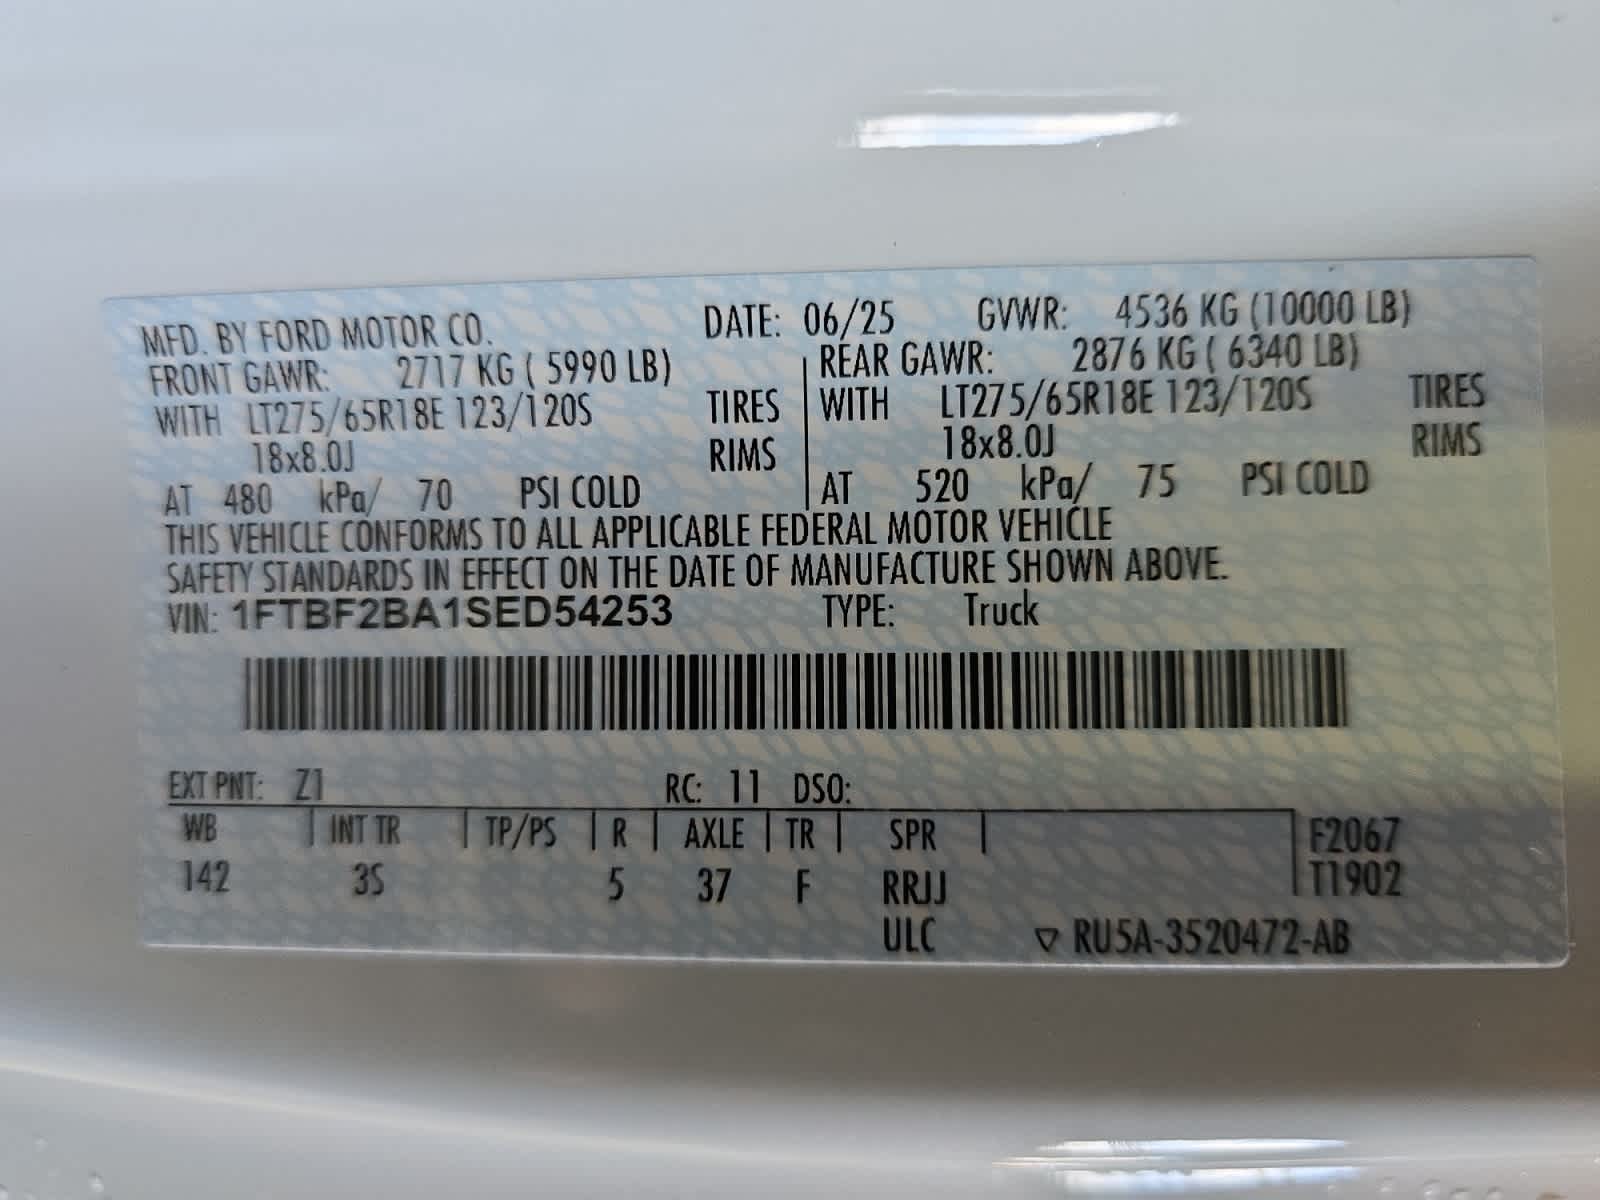 MFD. BY FORD MOTOR CO. DATE: 06/25 GVWR: 4536 KG (10000 LB)
FRONT GAWR: 2717 KG ( 5990 LB) REAR GAWR: 2876 KG ( 6340 LB)
WITH LT275/65R18E 123/120S TIRES WITH LT275/65R18E 123/120S TIRES
18x8.0J RIMS 18x8.0J RIMS
AT 480 kPa/ 70 PSI COLD AT 520 kPa/ 75 PSI COLD
THIS VEHICLE CONFORMS TO ALL APPLICABLE FEDERAL MOTOR VEHICLE
SAFETY STANDARDS IN EFFECT ON THE DATE OF MANUFACTURE SHOWN ABOVE.
VIN: 1FTBF2BA1SED54253 TYPE: Truck
EXT PNT: Z1 RC: 11 DSO:
WB | INT TR | TP/PS | R | AXLE | TR | SPR | F2067
142 3S 5 37 F RRJJ T1902
ULC ▽ RU5A-3520472-AB